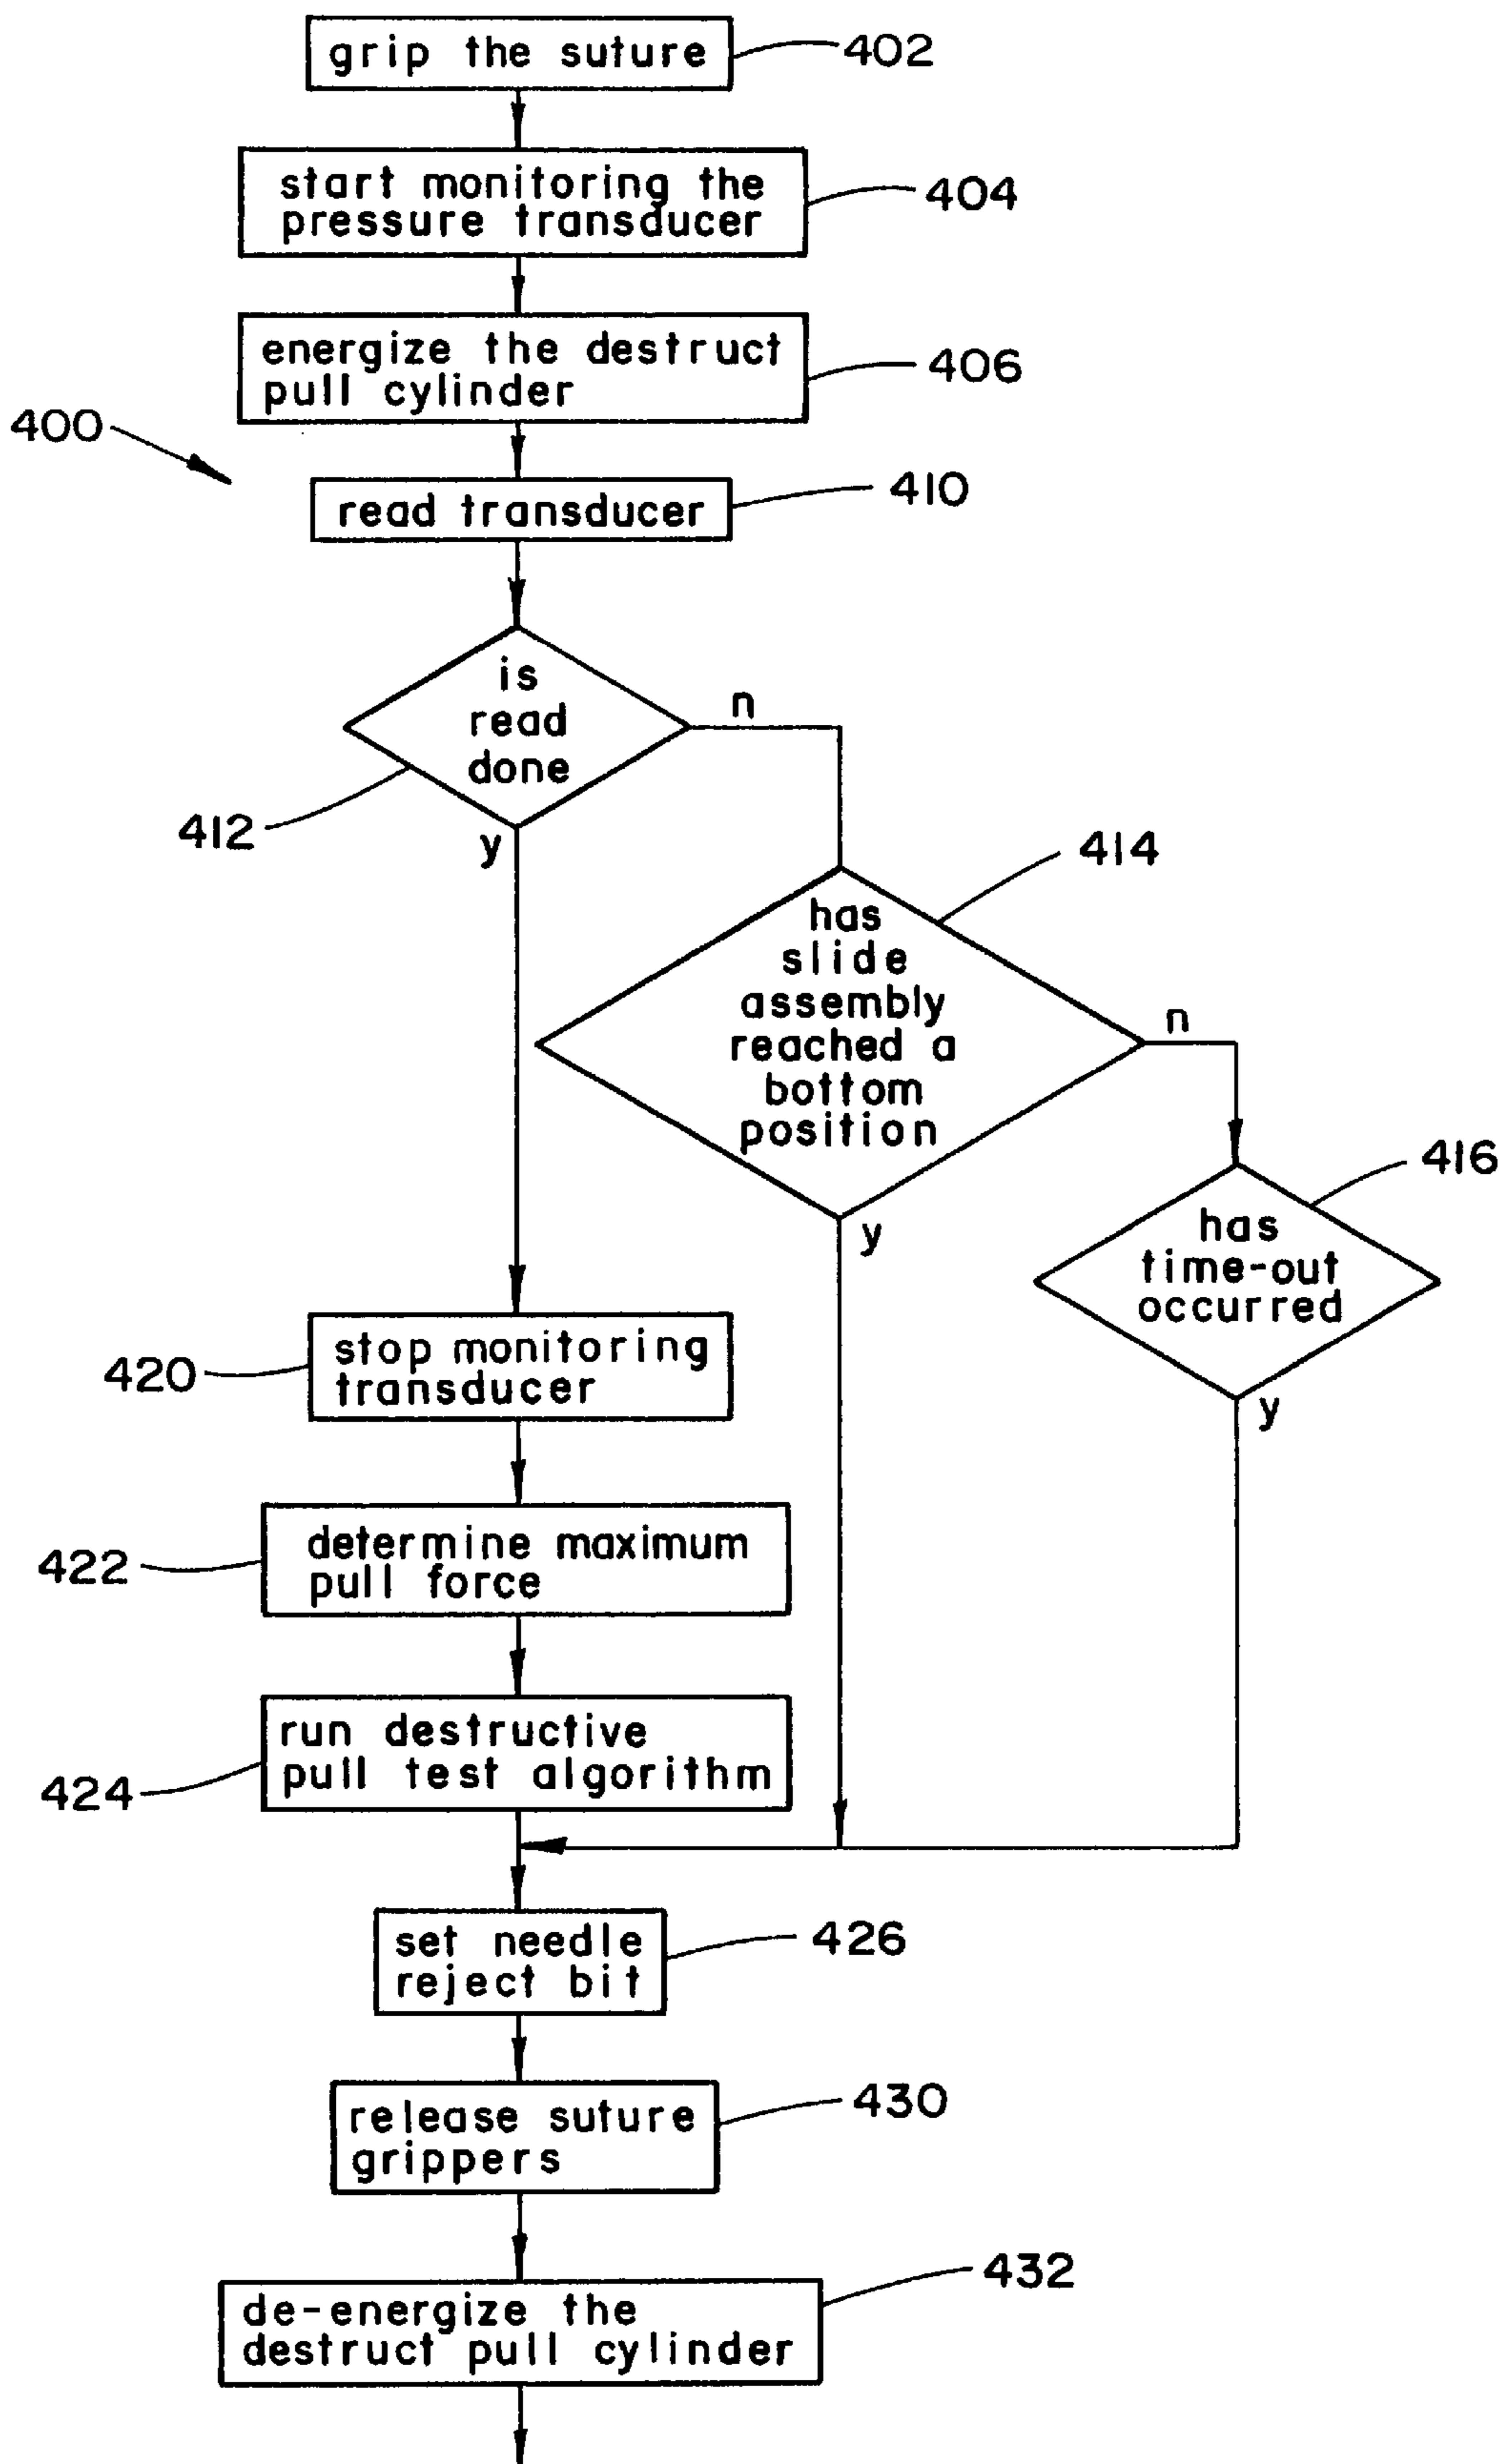 grip the suture
402
start monitoring the
pressure transducer
404
energize the destruct
pull cylinder
406
400
read transducer
410
is
read
done
n
412
y
has
slide
assembly
reached a
bottom
position
414
n
y
has
time-out
occurred
416
y
stop monitoring
transducer
420
determine maximum
pull force
422
run destructive
pull test algorithm
424
set needle
reject bit
426
release suture
grippers
430
de-energize the
destruct pull cylinder
432